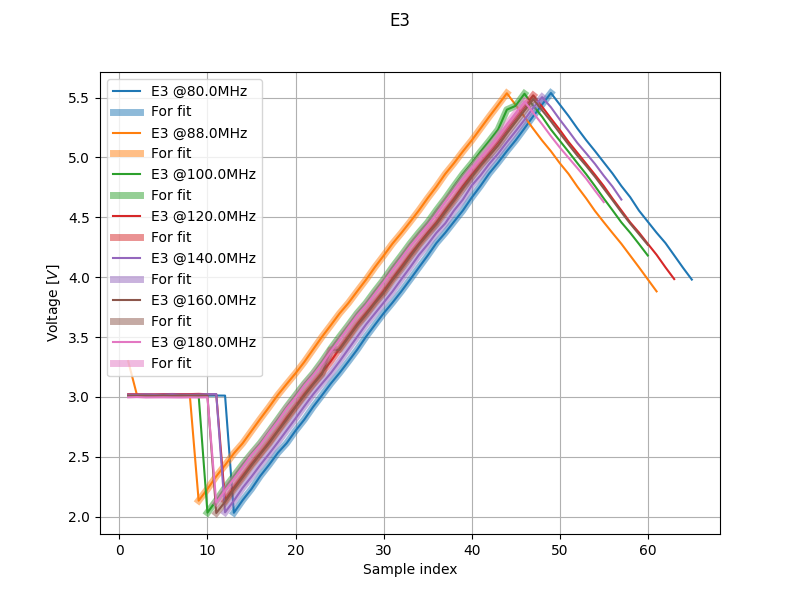 E3
E3 @80.0MHz
For fit
E3 @88.0MHz
For fit
E3 @100.0MHz
For fit
E3 @120.0MHz
For fit
E3 @140.0MHz
For fit
E3 @160.0MHz
For fit
E3 @180.0MHz
For fit
5.5
5.0
4.5
4.0
3.5
3.0
2.5
2.0
Voltage [V]
0 10 20 30 40 50 60
Sample index